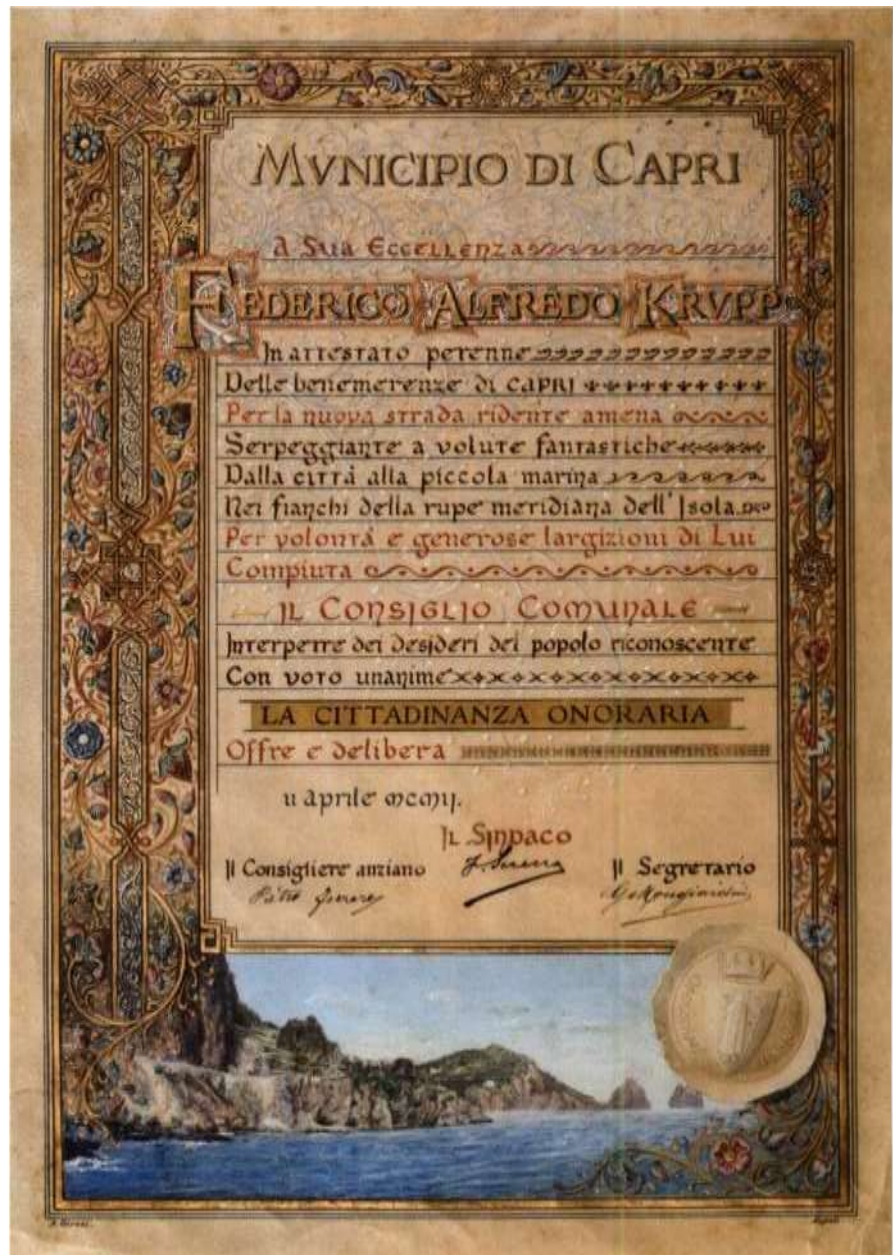 MVNICIPIO DI CAPRI
A Sua Eccellenza
FEDERICO ALFREDO KRVPP
In attestato perenne
Delle benemerenze di CAPRI
Per la nuova strada ridente amena
Serpeggiante a volute fantastiche
Dalla città alla piccola marina
Nei fianchi della rupe meridiana dell' Isola.
Per volontà e generose largizioni di Lui
Compiuta
IL CONSIGLIO COMUNALE
Interpetre dei desideri del popolo riconoscente
Con voto unanime
LA CITTADINANZA ONORARIA
Offre e delibera
11 Aprile MCMII.
IL SINDACO
Il Consigliere anziano
Il Segretario
Napoli